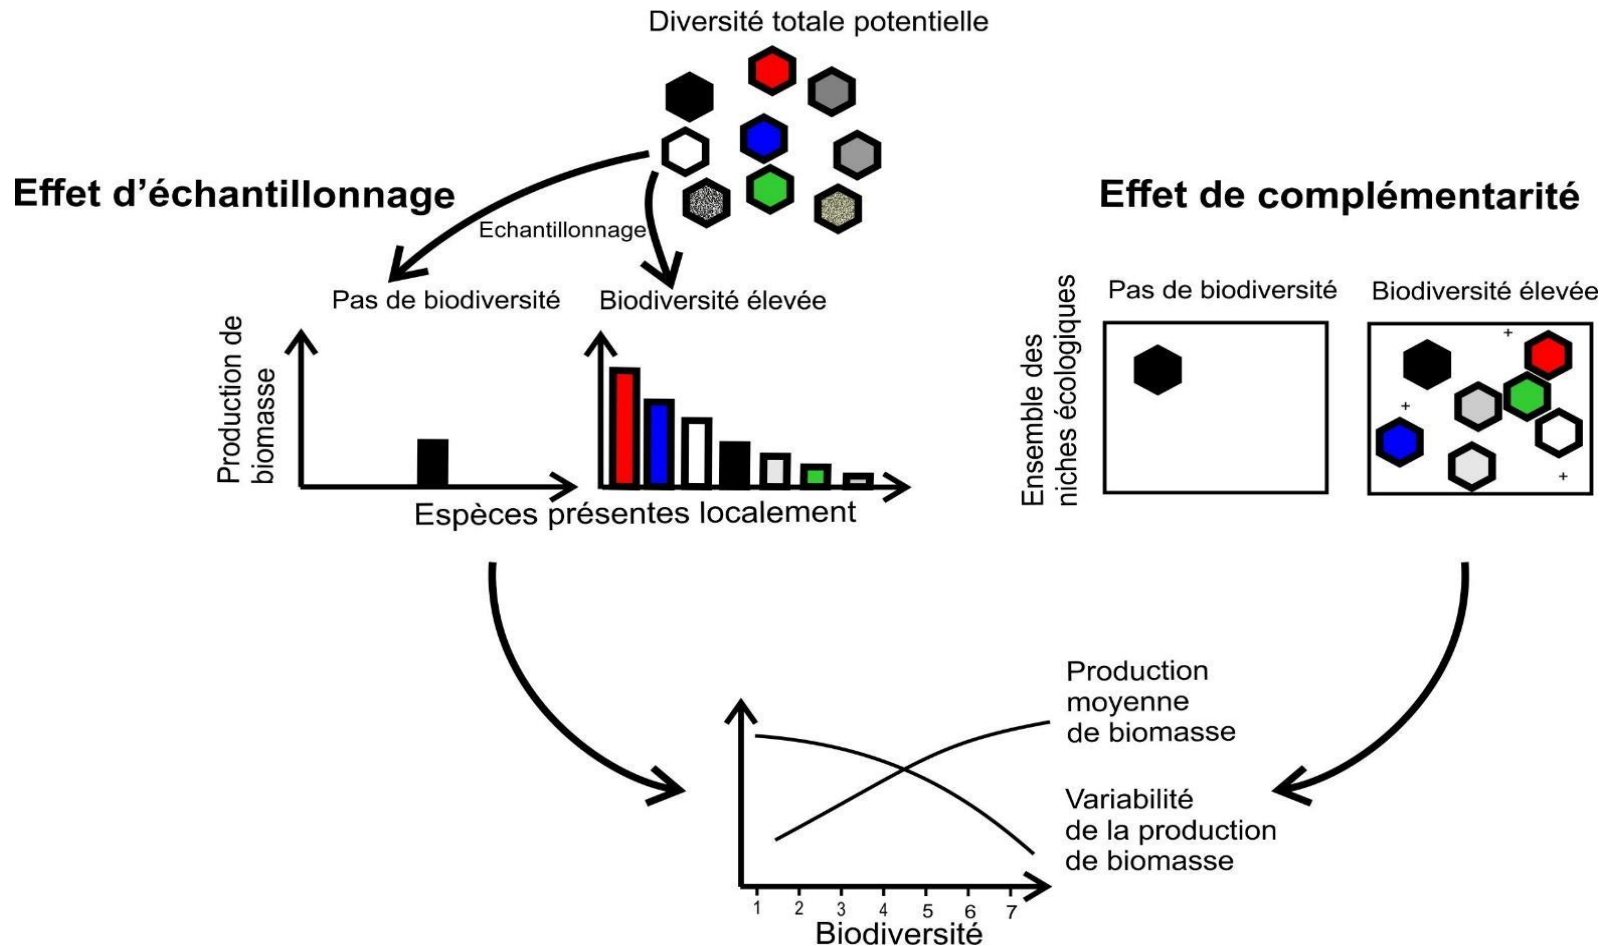 Diversité totale potentielle
Effet d’échantillonnage
Echantillonnage
Pas de biodiversité
Biodiversité élevée
Production de
biomasse
Espèces présentes localement
Effet de complémentarité
Pas de biodiversité
Biodiversité élevée
Ensemble des
niches écologiques
+
+
+
Production
moyenne
de biomasse
Variabilité
de la production
de biomasse
1 2 3 4 5 6 7
Biodiversité